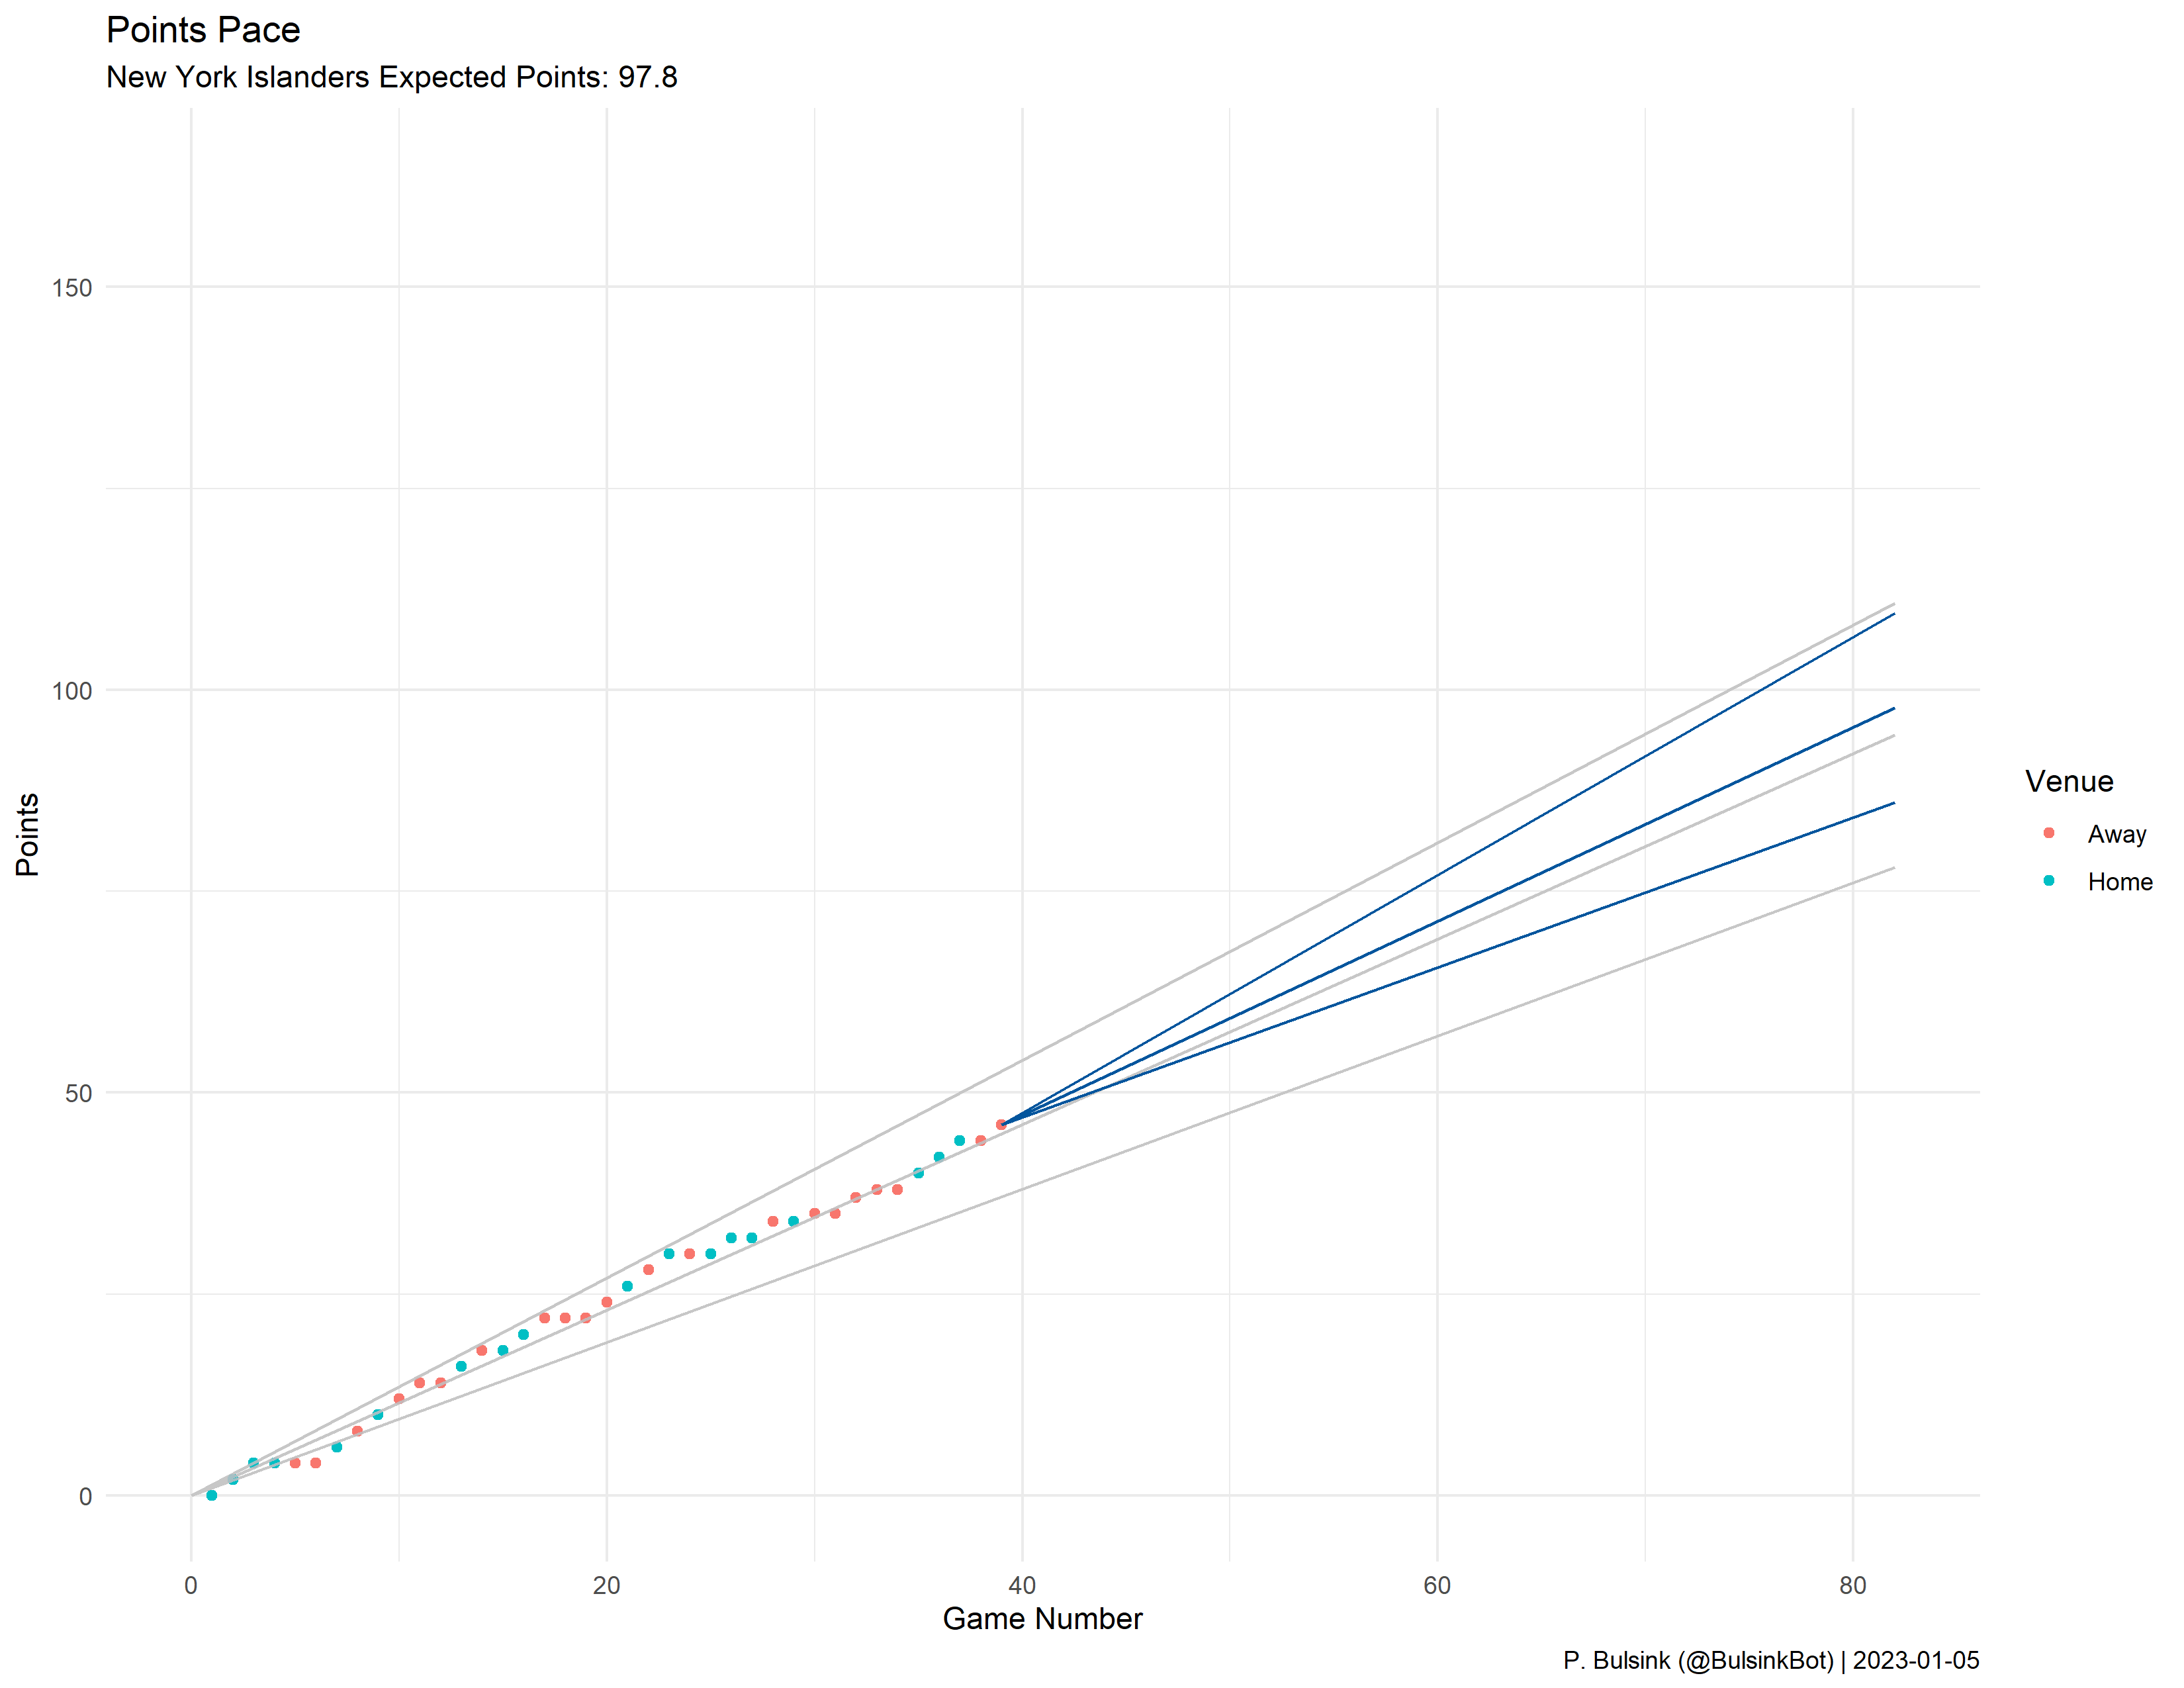 Points Pace
New York Islanders Expected Points: 97.8
150
100
50
0
Points
0 20 40 60 80
Game Number
Venue
Away
Home
P. Bulsink (@BulsinkBot) | 2023-01-05